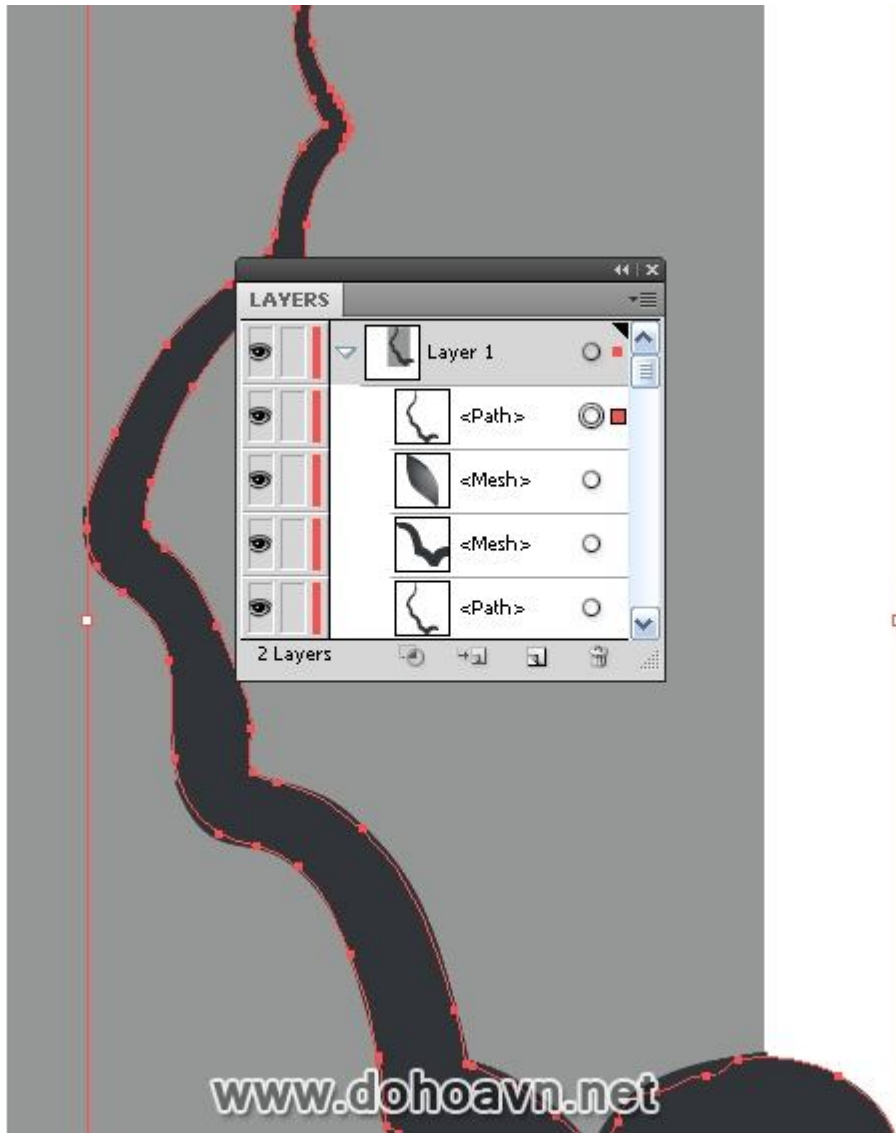 LAYERS
Layer 1
<Path>
<Mesh>
<Mesh>
<Path>
2 Layers
www.dohoavn.net